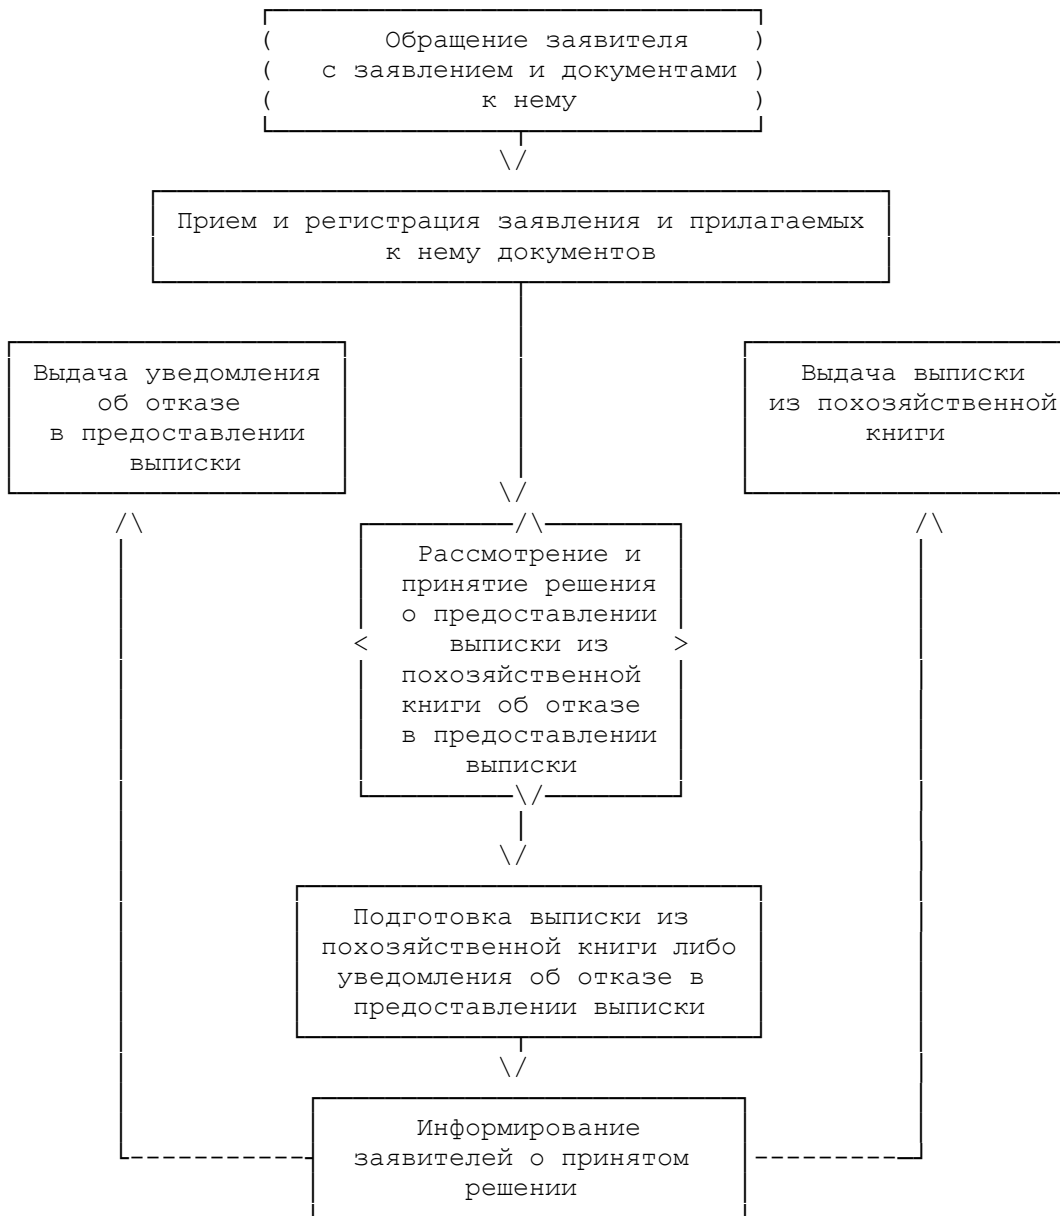 Обращение заявителя
с заявлением и документами
к нему
Прием и регистрация заявления и прилагаемых
к нему документов
Выдача уведомления
об отказе
в предоставлении
выписки
Выдача выписки
из похозяйственной
книги
Рассмотрение и
принятие решения
о предоставлении
выписки из
похозяйственной
книги об отказе
в предоставлении
выписки
Подготовка выписки из
похозяйственной книги либо
уведомления об отказе в
предоставлении выписки
Информирование
заявителей о принятом
решении